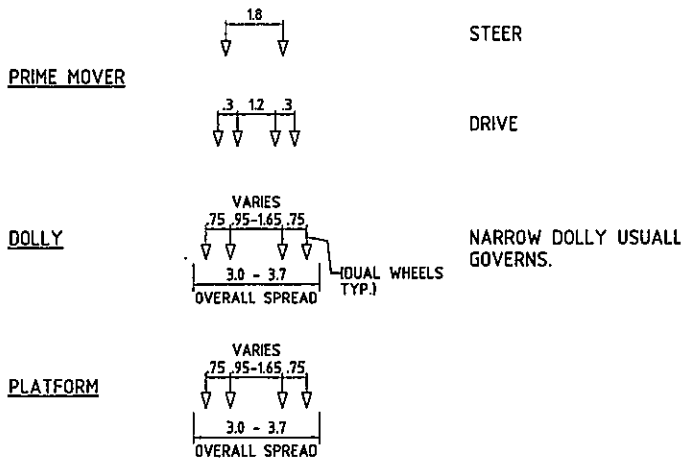 1.8
STEER
PRIME MOVER
.3 1.2 .3
DRIVE
VARIES
.75 .95-1.65 .75
DOLLY
NARROW DOLLY USUALL
GOVERNS.
(DUAL WHEELS
TYP.)
3.0 - 3.7
OVERALL SPREAD
VARIES
.75 .95-1.65 .75
PLATFORM
3.0 - 3.7
OVERALL SPREAD